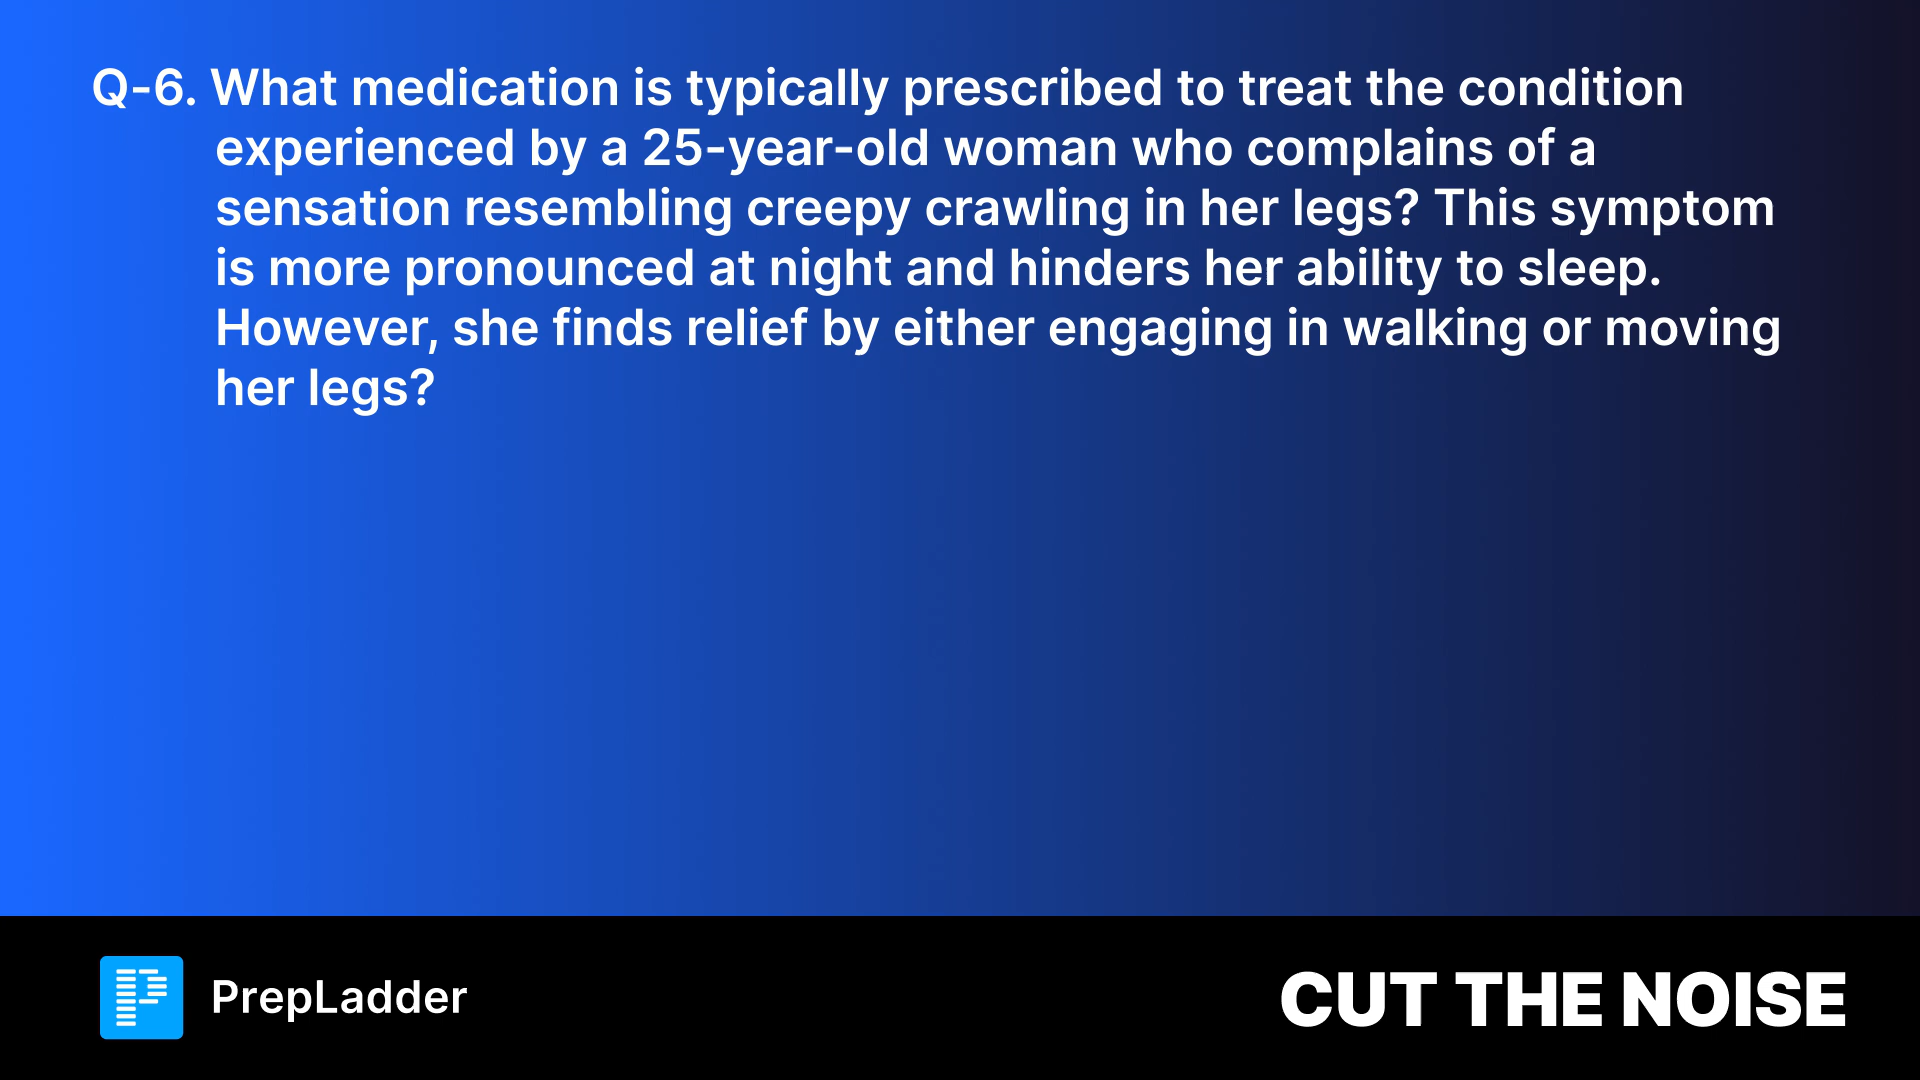 Q-6. What medication is typically prescribed to treat the condition
experienced by a 25-year-old woman who complains of a
sensation resembling creepy crawling in her legs? This symptom
is more pronounced at night and hinders her ability to sleep.
However, she finds relief by either engaging in walking or moving
her legs?
PrepLadder
CUT THE NOISE